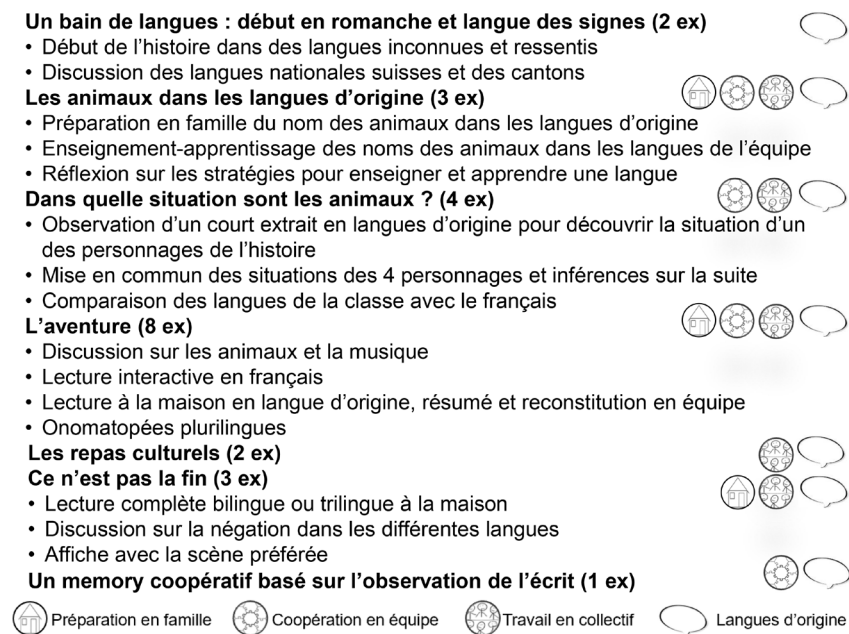 Un bain de langues : début en romanche et langue des signes (2 ex)
• Début de l'histoire dans des langues inconnues et ressentis
• Discussion des langues nationales suisses et des cantons
Les animaux dans les langues d'origine (3 ex)
• Préparation en famille du nom des animaux dans les langues d'origine
• Enseignement-apprentissage des noms des animaux dans les langues de l'équipe
• Réflexion sur les stratégies pour enseigner et apprendre une langue
Dans quelle situation sont les animaux ? (4 ex)
• Observation d'un court extrait en langues d'origine pour découvrir la situation d'un
des personnages de l'histoire
• Mise en commun des situations des 4 personnages et inférences sur la suite
• Comparaison des langues de la classe avec le français
L'aventure (8 ex)
• Discussion sur les animaux et la musique
• Lecture interactive en français
• Lecture à la maison en langue d'origine, résumé et reconstitution en équipe
• Onomatopées plurilingues
Les repas culturels (2 ex)
Ce n'est pas la fin (3 ex)
• Lecture complète bilingue ou trilingue à la maison
• Discussion sur la négation dans les différentes langues
• Affiche avec la scène préférée
Un memory coopératif basé sur l'observation de l'écrit (1 ex)
Préparation en famille Coopération en équipe Travail en collectif Langues d'origine